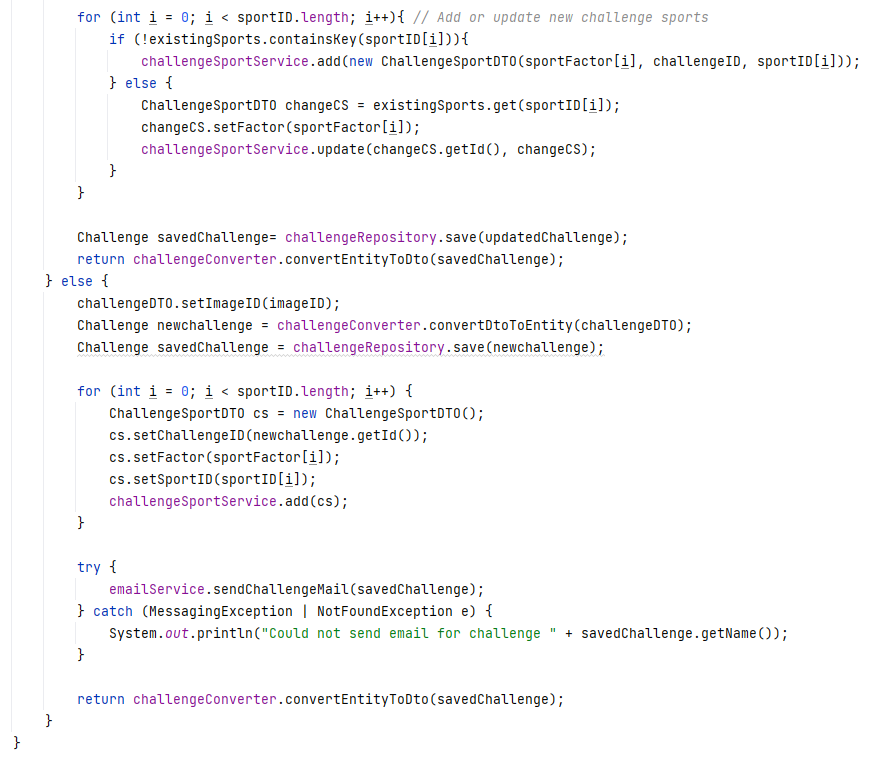 for (int i = 0; i < sportID.length; i++){ // Add or update new challenge sports
if (!existingSports.containsKey(sportID[i])){
challengeSportService.add(new ChallengeSportDTO(sportFactor[i], challengeID, sportID[i]));
} else {
ChallengeSportDTO changeCS = existingSports.get(sportID[i]);
changeCS.setFactor(sportFactor[i]);
challengeSportService.update(changeCS.getId(), changeCS);
}
}
Challenge savedChallenge= challengeRepository.save(updatedChallenge);
return challengeConverter.convertEntityToDto(savedChallenge);
} else {
challengeDTO.setImageID(imageID);
Challenge newchallenge = challengeConverter.convertDtoToEntity(challengeDTO);
Challenge savedChallenge = challengeRepository.save(newchallenge);
for (int i = 0; i < sportID.length; i++) {
ChallengeSportDTO cs = new ChallengeSportDTO();
cs.setChallengeID(newchallenge.getId());
cs.setFactor(sportFactor[i]);
cs.setSportID(sportID[i]);
challengeSportService.add(cs);
}
try {
emailService.sendChallengeMail(savedChallenge);
} catch (MessagingException | NotFoundException e) {
System.out.println("Could not send email for challenge " + savedChallenge.getName());
}
return challengeConverter.convertEntityToDto(savedChallenge);
}
}